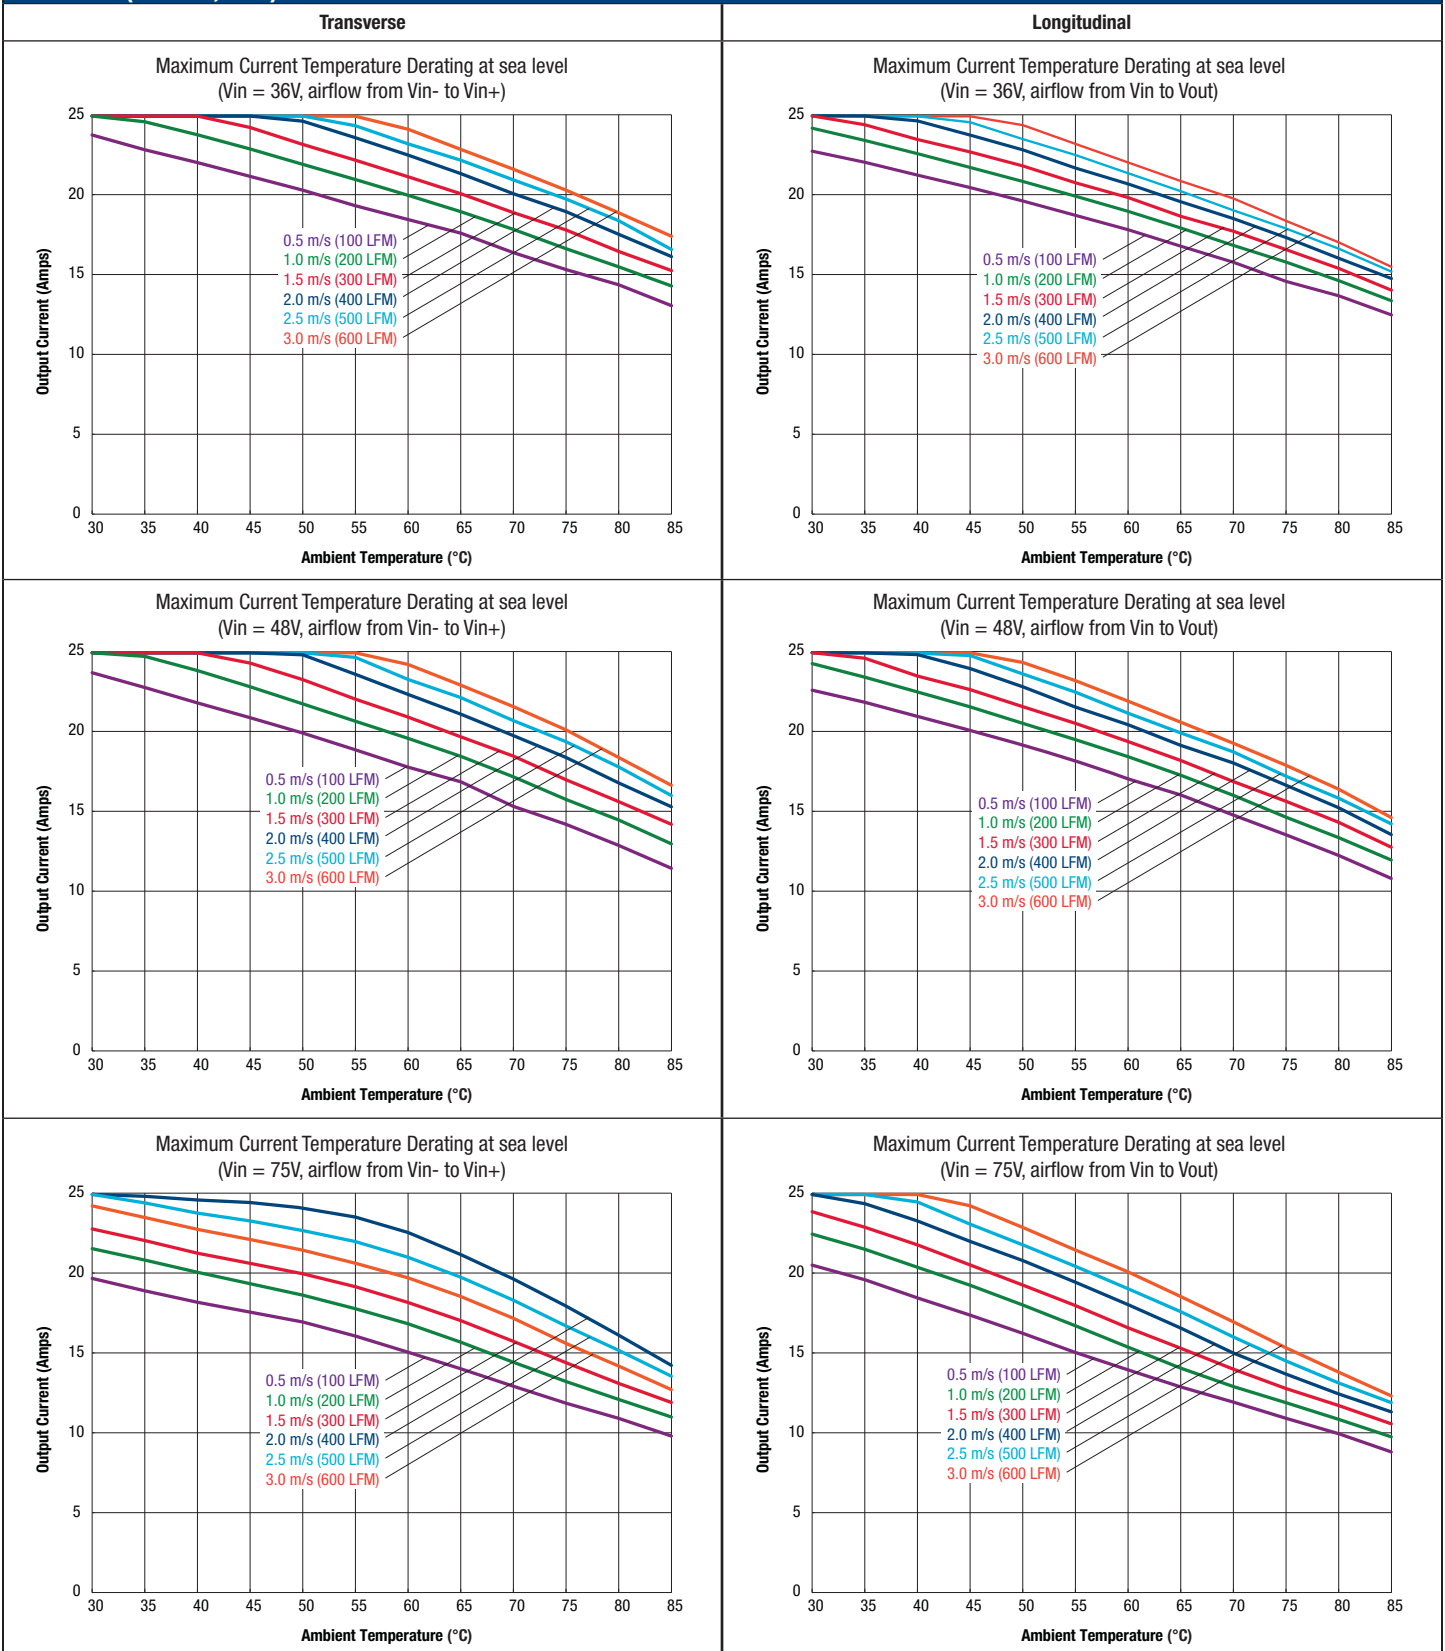 Transverse
Longitudinal
Maximum Current Temperature Derating at sea level
(Vin = 36V, airflow from Vin- to Vin+)
25
20
15
10
5
0
Output Current (Amps)
0.5 m/s (100 LFM)
1.0 m/s (200 LFM)
1.5 m/s (300 LFM)
2.0 m/s (400 LFM)
2.5 m/s (500 LFM)
3.0 m/s (600 LFM)
30 35 40 45 50 55 60 65 70 75 80 85
Ambient Temperature (°C)
Maximum Current Temperature Derating at sea level
(Vin = 36V, airflow from Vin to Vout)
25
20
15
10
5
0
Output Current (Amps)
0.5 m/s (100 LFM)
1.0 m/s (200 LFM)
1.5 m/s (300 LFM)
2.0 m/s (400 LFM)
2.5 m/s (500 LFM)
3.0 m/s (600 LFM)
30 35 40 45 50 55 60 65 70 75 80 85
Ambient Temperature (°C)
Maximum Current Temperature Derating at sea level
(Vin = 48V, airflow from Vin- to Vin+)
25
20
15
10
5
0
Output Current (Amps)
0.5 m/s (100 LFM)
1.0 m/s (200 LFM)
1.5 m/s (300 LFM)
2.0 m/s (400 LFM)
2.5 m/s (500 LFM)
3.0 m/s (600 LFM)
30 35 40 45 50 55 60 65 70 75 80 85
Ambient Temperature (°C)
Maximum Current Temperature Derating at sea level
(Vin = 48V, airflow from Vin to Vout)
25
20
15
10
5
0
Output Current (Amps)
0.5 m/s (100 LFM)
1.0 m/s (200 LFM)
1.5 m/s (300 LFM)
2.0 m/s (400 LFM)
2.5 m/s (500 LFM)
3.0 m/s (600 LFM)
30 35 40 45 50 55 60 65 70 75 80 85
Ambient Temperature (°C)
Maximum Current Temperature Derating at sea level
(Vin = 75V, airflow from Vin- to Vin+)
25
20
15
10
5
0
Output Current (Amps)
0.5 m/s (100 LFM)
1.0 m/s (200 LFM)
1.5 m/s (300 LFM)
2.0 m/s (400 LFM)
2.5 m/s (500 LFM)
3.0 m/s (600 LFM)
30 35 40 45 50 55 60 65 70 75 80 85
Ambient Temperature (°C)
Maximum Current Temperature Derating at sea level
(Vin = 75V, airflow from Vin to Vout)
25
20
15
10
5
0
Output Current (Amps)
0.5 m/s (100 LFM)
1.0 m/s (200 LFM)
1.5 m/s (300 LFM)
2.0 m/s (400 LFM)
2.5 m/s (500 LFM)
3.0 m/s (600 LFM)
30 35 40 45 50 55 60 65 70 75 80 85
Ambient Temperature (°C)